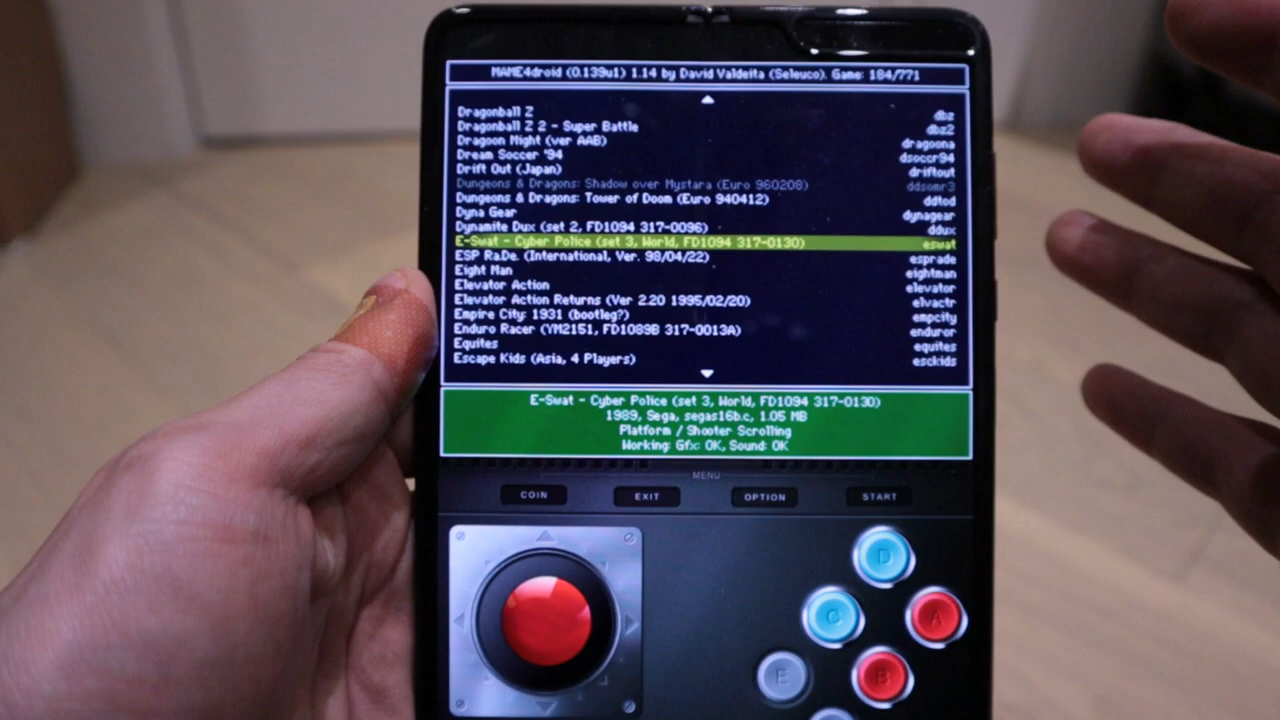 MAME4droid (0.139u1) 1.14 by David Valdeita (Seleuco). Game: 184/771
Dragonball Z dbz
Dragonball Z 2 - Super Battle dbz2
Dragoon Might (ver AAB) dragoona
Dream Soccer '94 dsoccr94
Drift Out (Japan) driftout
Dungeons & Dragons: Shadow over Mystara (Euro 960208) ddsomr3
Dungeons & Dragons: Tower of Doom (Euro 940412) ddtod
Dyna Gear dynagear
Dynamite Dux (set 2, FD1094 317-0096) ddux
E-Swat - Cyber Police (set 3, World, FD1094 317-0130) eswat
ESP Ra.De. (International, Ver. 98/04/22) esprade
Eight Man eightman
Elevator Action elevator
Elevator Action Returns (Ver 2.20 1995/02/20) elvactr
Empire City: 1931 (bootleg?) empcity
Enduro Racer (YM2151, FD1089B 317-0013A) enduror
Equites equites
Escape Kids (Asia, 4 Players) esckids
E-Swat - Cyber Police (set 3, World, FD1094 317-0130)
1989, Sega, segas16b.c, 1.05 MB
Platform / Shooter Scrolling
Working: Gfx: OK, Sound: OK
MENU
COIN EXIT OPTION START
D
C A
E B